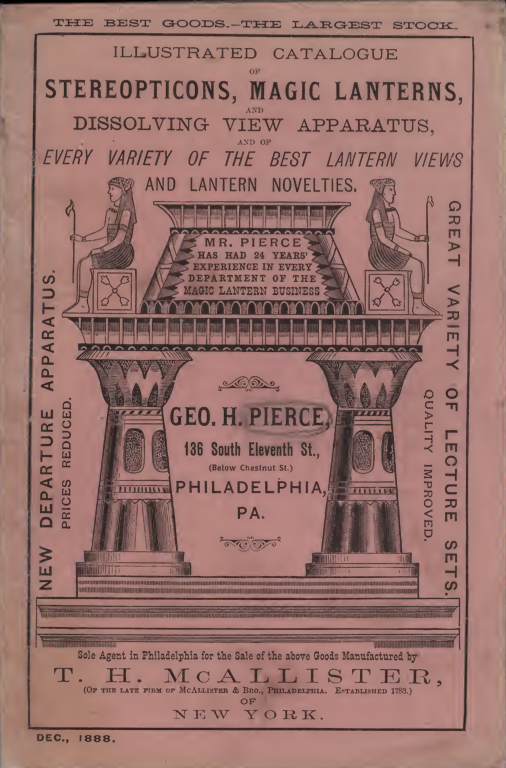 THE BEST GOODS.-THE LARGEST STOCK.
ILLUSTRATED CATALOGUE
OF
STEREOPTICONS, MAGIC LANTERNS,
AND
DISSOLVING VIEW APPARATUS,
AND OF
EVERY VARIETY OF THE BEST LANTERN VIEWS
AND LANTERN NOVELTIES.
MR. PIERCE
HAS HAD 24 YEARS'
EXPERIENCE IN EVERY
DEPARTMENT OF THE
MAGIC LANTERN BUSINESS
NEW DEPARTURE APPARATUS.
PRICES REDUCED.
GEO. H. PIERCE,
136 South Eleventh St.,
(Below Chestnut St.)
PHILADELPHIA,
PA.
GREAT VARIETY OF LECTURE SETS.
QUALITY IMPROVED.
Sole Agent in Philadelphia for the Sale of the above Goods Manufactured by
T. H. McALLISTER,
(OF THE LATE FIRM OF McALLISTER & BRO., PHILADELPHIA. ESTABLISHED 1783.)
OF
NEW YORK.
DEC., 1888.